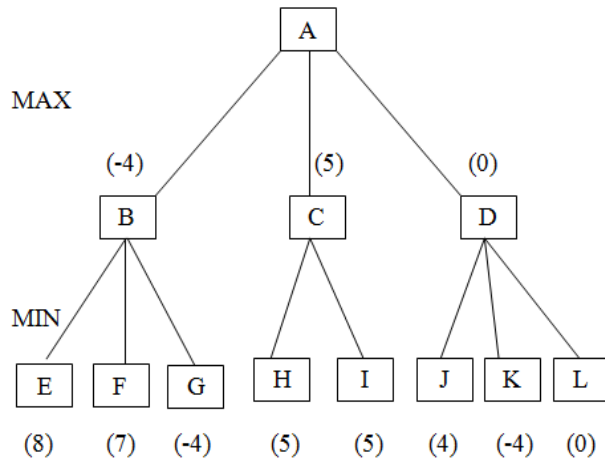 A
MAX
(-4) (5) (0)
B C D
MIN
E F G H I J K L
(8) (7) (-4) (5) (5) (4) (-4) (0)